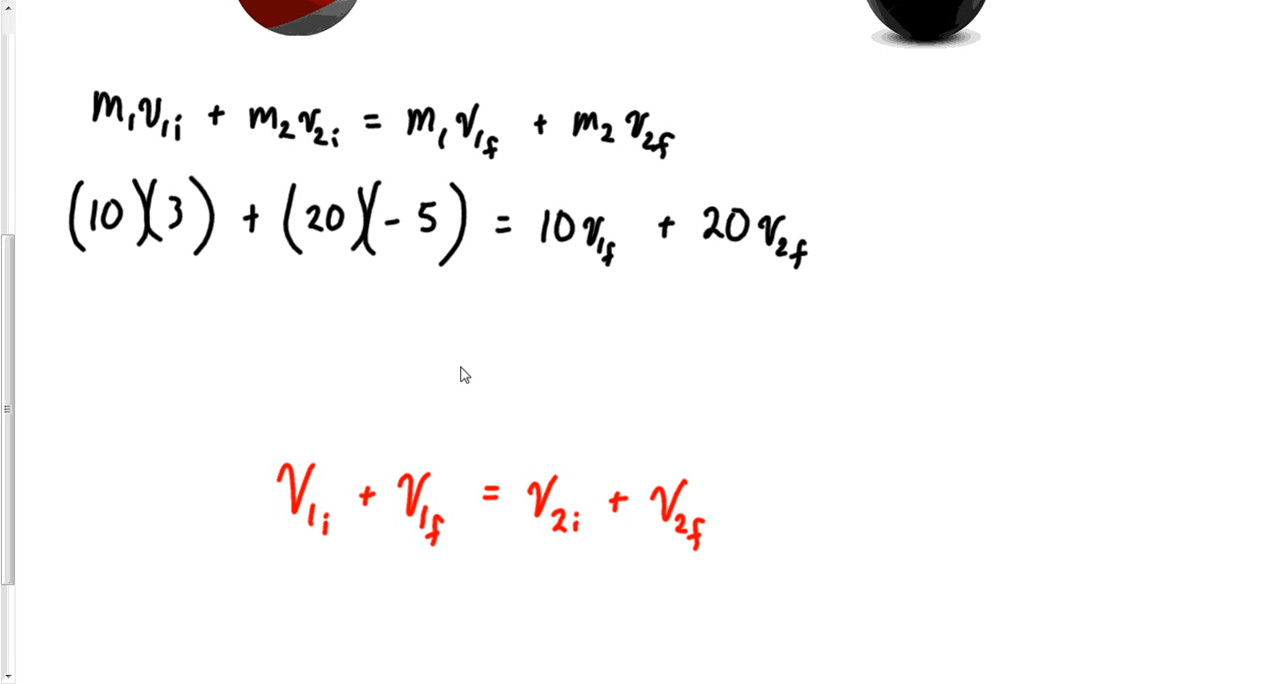 m₁v₁ᵢ + m₂v₂ᵢ = m₁v₁f + m₂v₂f
(10)(3) + (20)(-5) = 10v₁f + 20v₂f
v₁ᵢ + v₁f = v₂ᵢ + v₂f